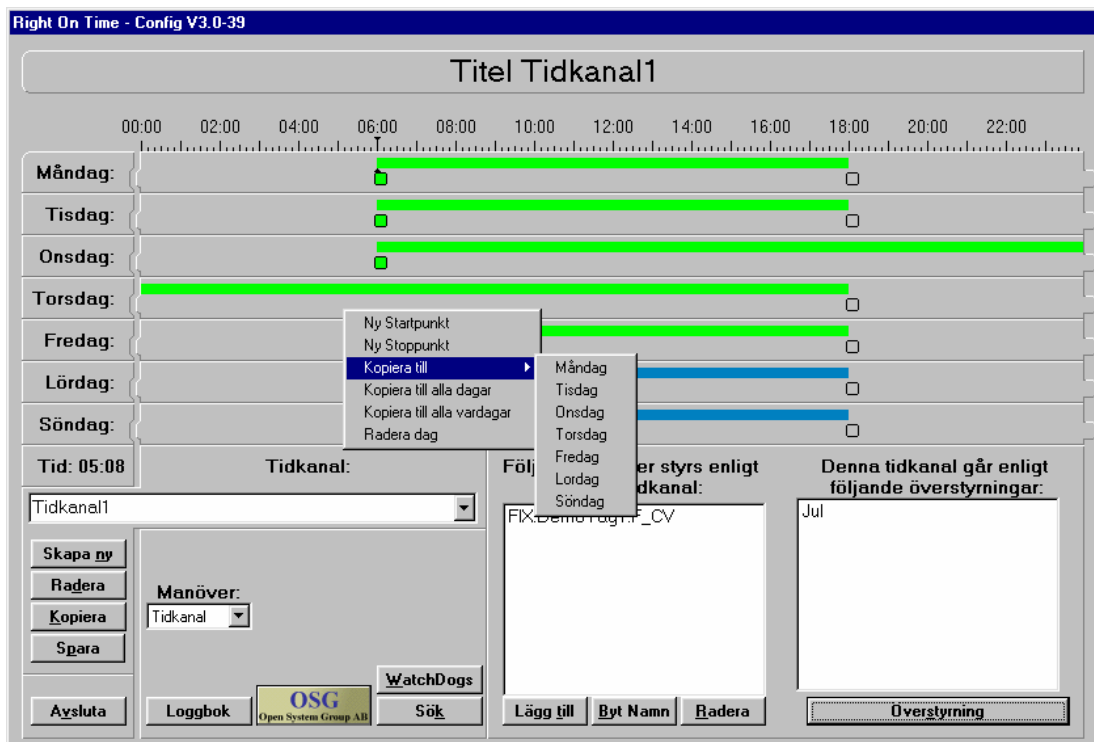 Right On Time - Config V3.0-39
Titel Tidkanal1
00:00 02:00 04:00 06:00 08:00 10:00 12:00 14:00 16:00 18:00 20:00 22:00
Måndag:
Tisdag:
Onsdag:
Torsdag:
Fredag:
Lördag:
Söndag:
Ny Startpunkt
Ny Stoppunkt
Kopiera till
Kopiera till alla dagar
Kopiera till alla vardagar
Radera dag
Måndag
Tisdag
Onsdag
Torsdag
Fredag
Lordag
Söndag
Tid: 05:08
Tidkanal:
Tidkanal1
Skapa ny
Radera
Kopiera
Spara
Avsluta
Manöver:
Tidkanal
Loggbok
OSG
Open System Group AB
WatchDogs
Sök
er styrs enligt
dkanal:
Lägg till
Byt Namn
Radera
Denna tidkanal går enligt
följande överstyrningar:
Jul
Överstyrning